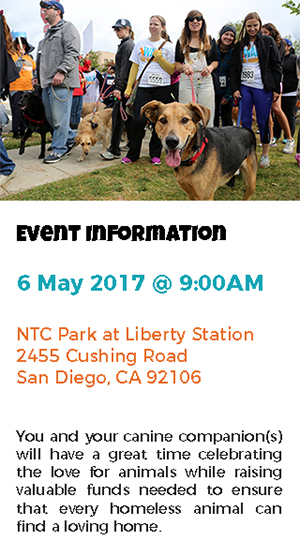 Event Information
6 May 2017 @ 9:00AM
NTC Park at Liberty Station
2455 Cushing Road
San Diego, CA 92106
You and your canine companion(s)
will have a great time celebrating
the love for animals while raising
valuable funds needed to ensure
that every homeless animal can
find a loving home.